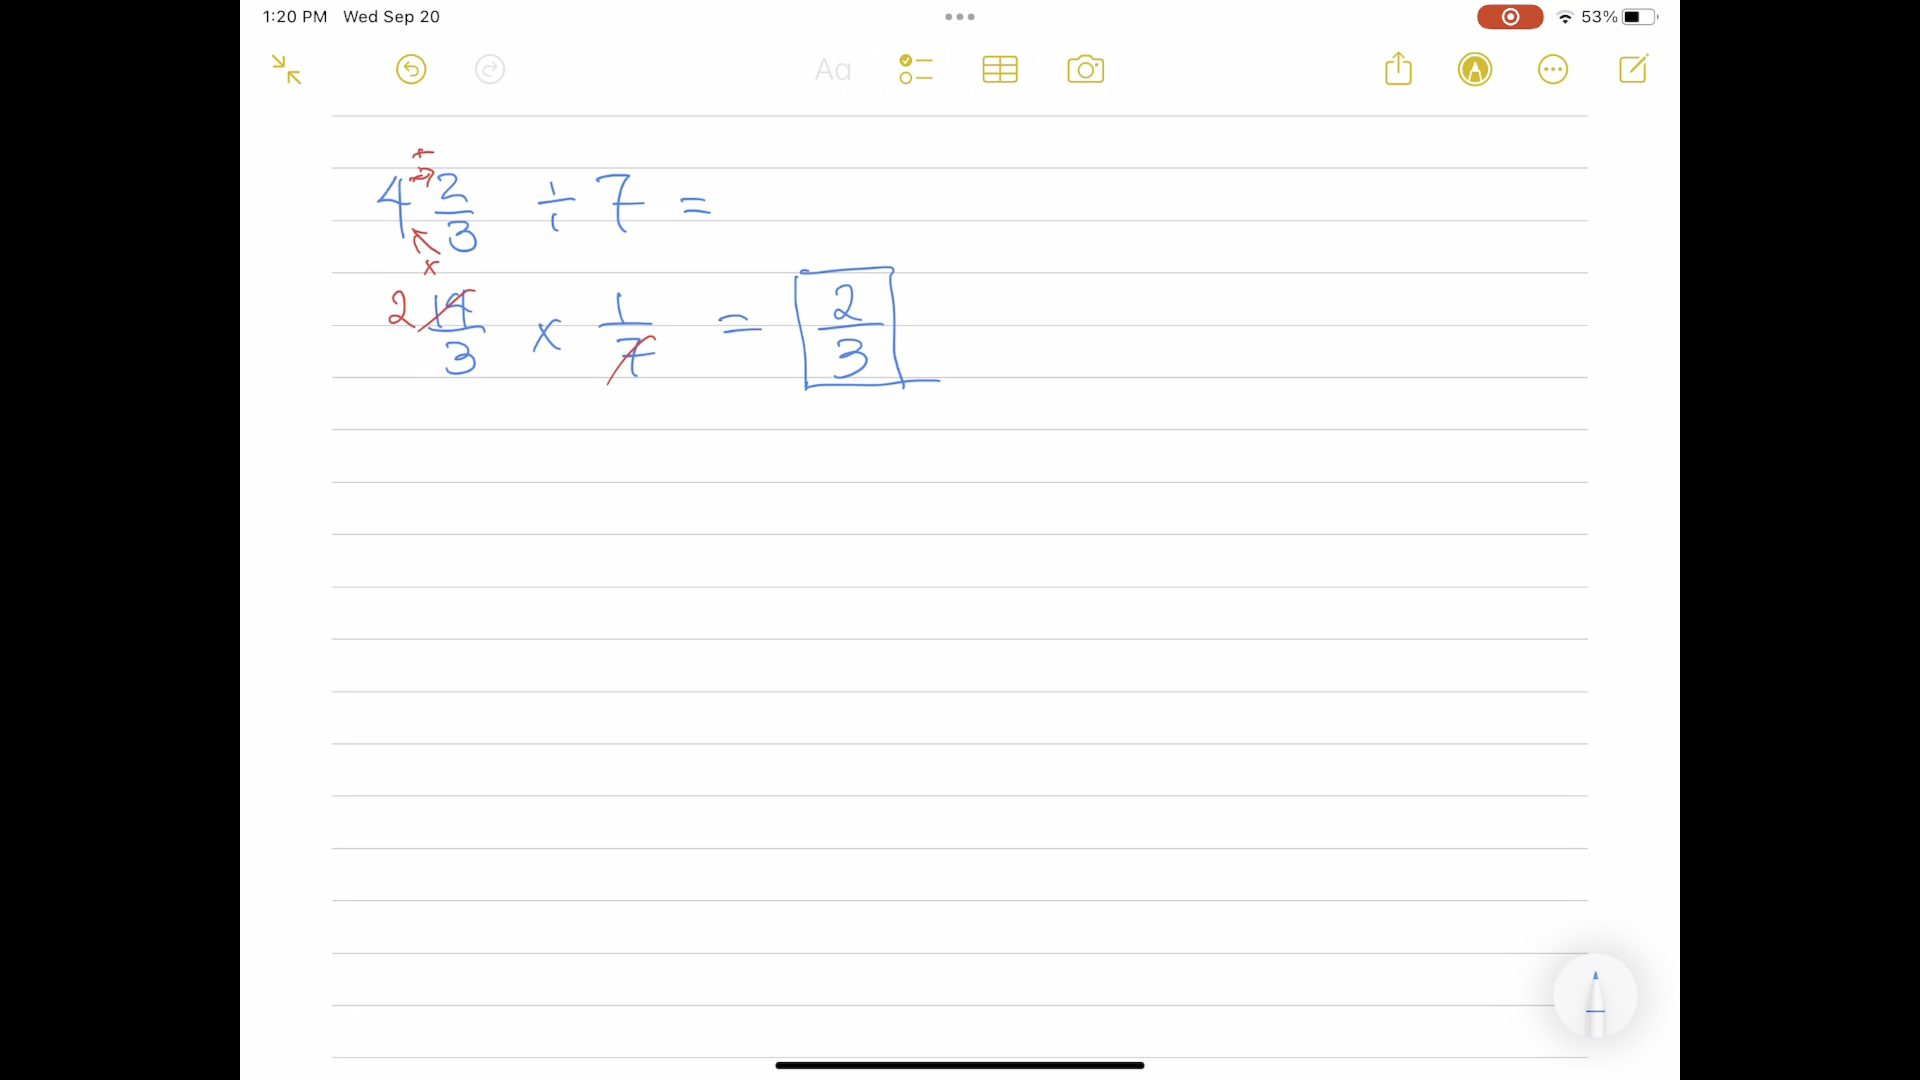 1:20 PM Wed Sep 20
53%
Aa
+
4 2/3 ÷ 7 =
x
2 14/3 x 1/7 = 2/3